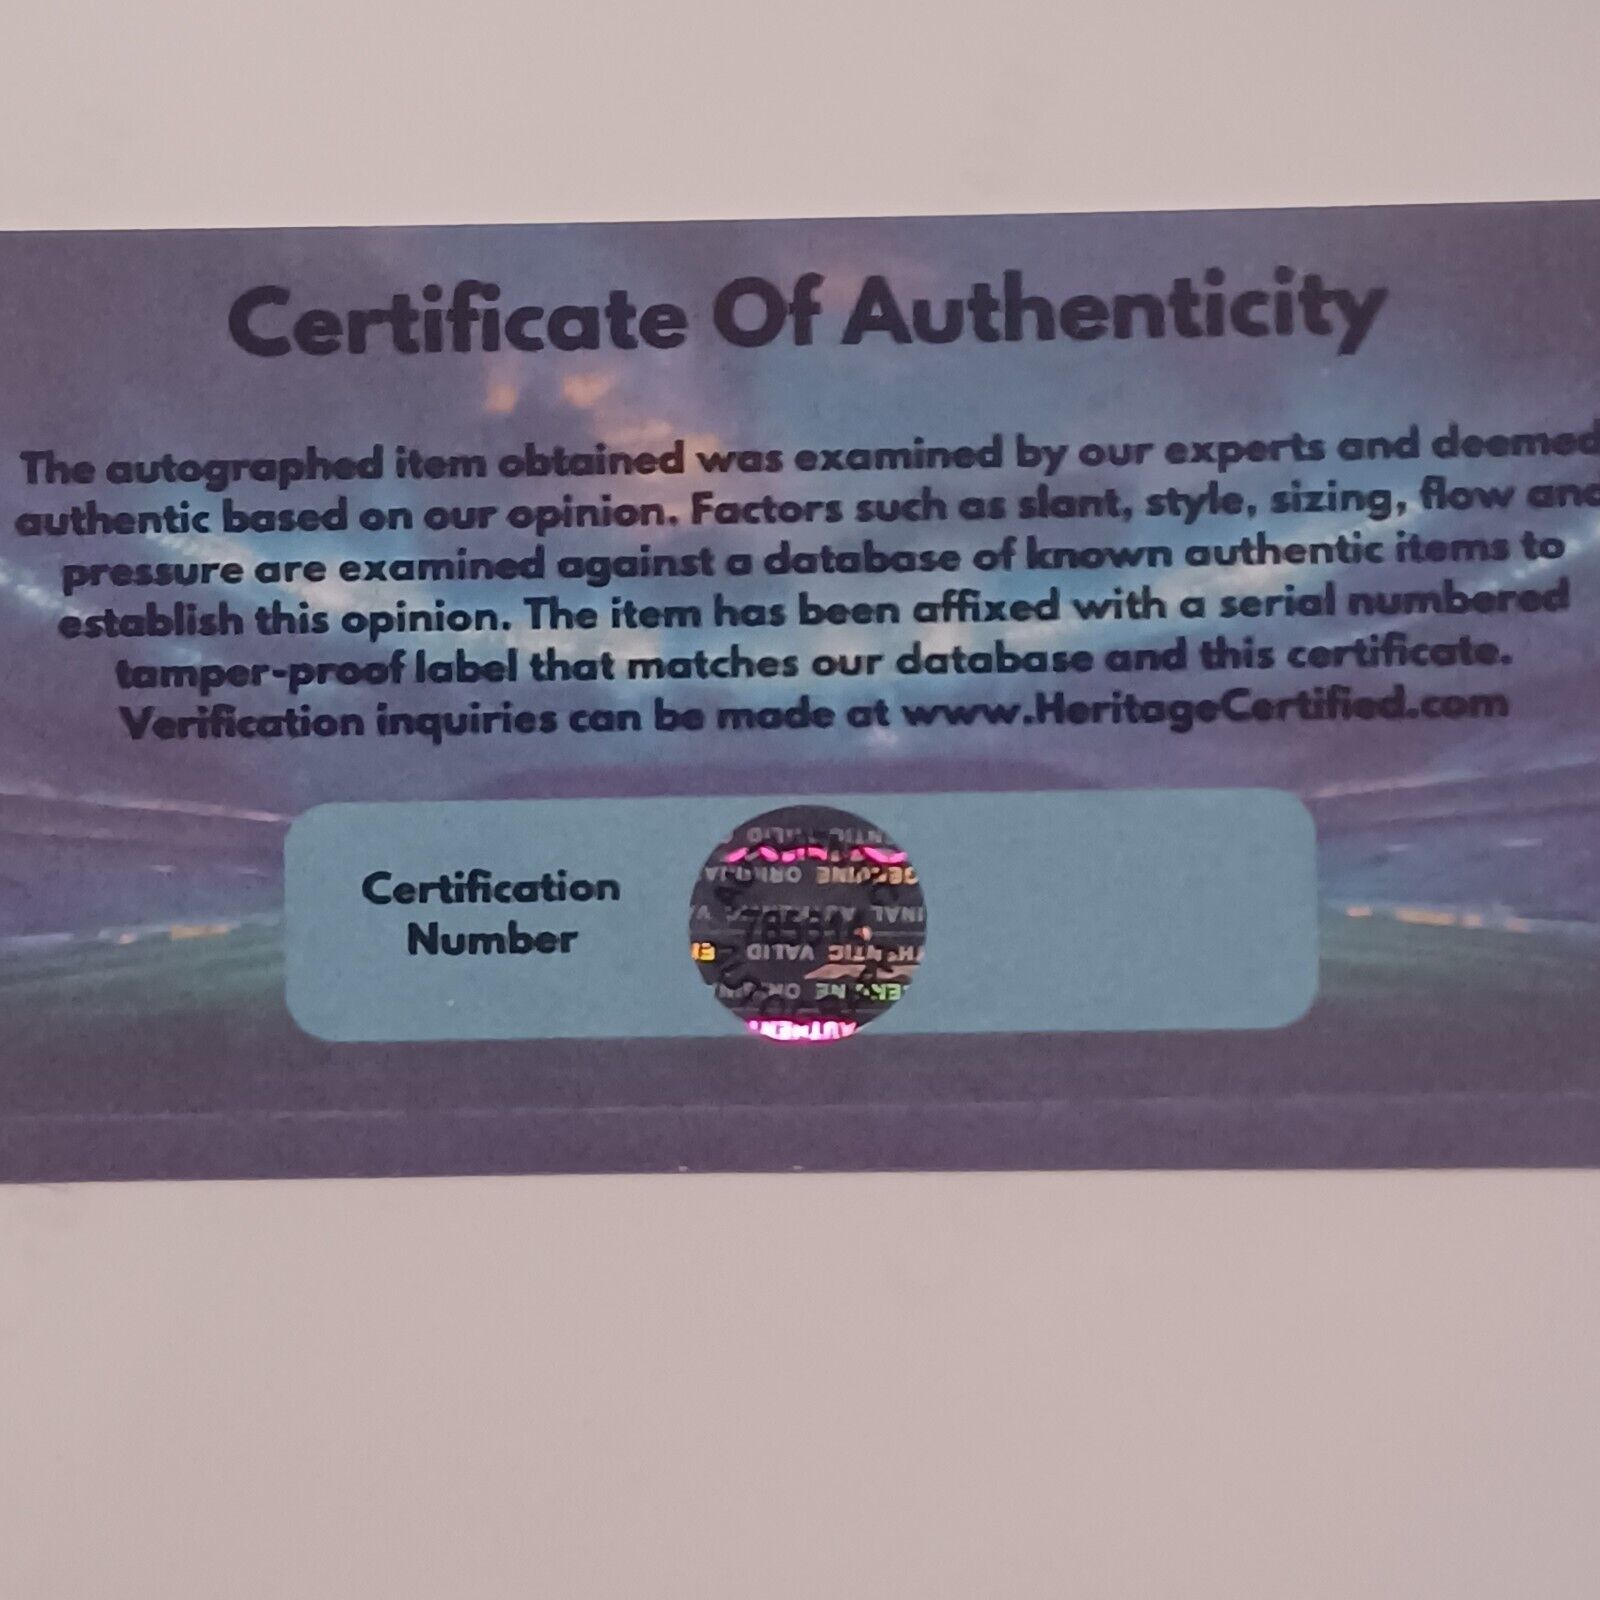 Certificate Of Authenticity
The autographed item obtained was examined by our experts and deemed
authentic based on our opinion. Factors such as slant, style, sizing, flow and
pressure are examined against a database of known authentic items to
establish this opinion. The item has been affixed with a serial numbered
tamper-proof label that matches our database and this certificate.
Verification inquiries can be made at www.HeritageCertified.com
Certification
Number
VALID